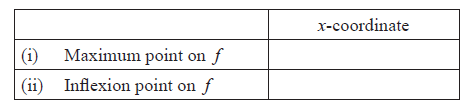 x-coordinate
(i) Maximum point on f
(ii) Inflexion point on f